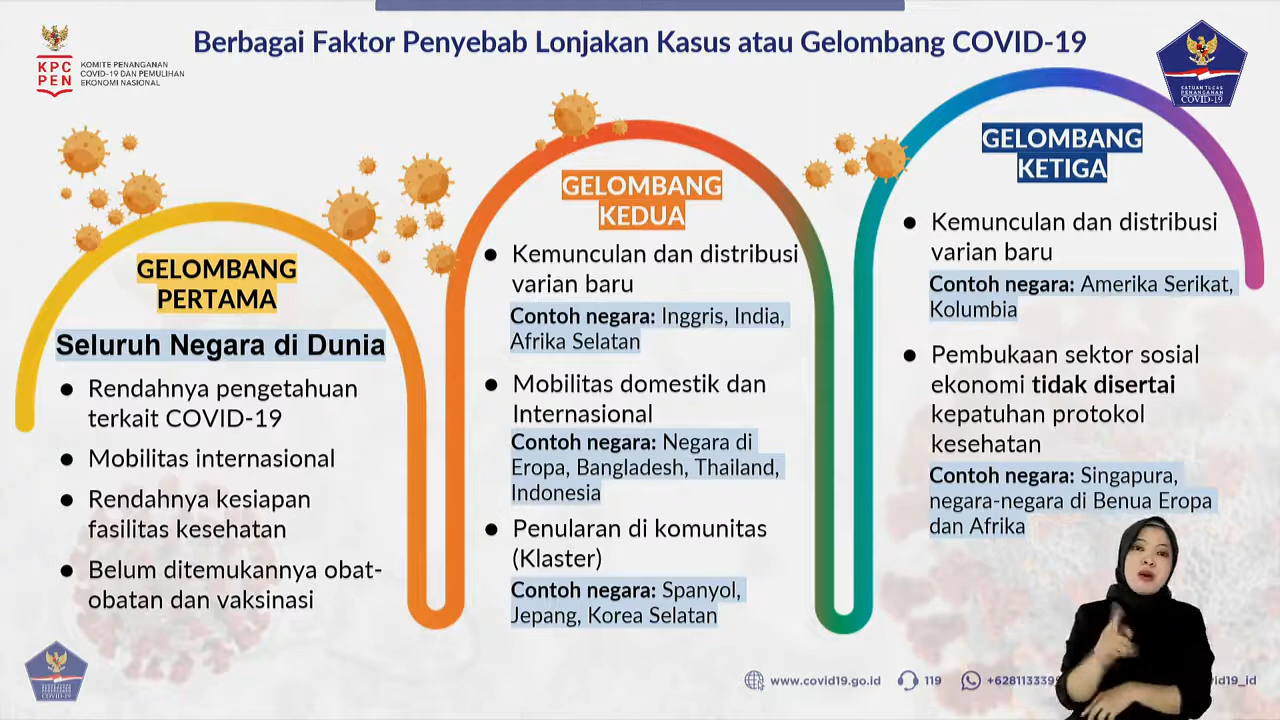 Berbagai Faktor Penyebab Lonjakan Kasus atau Gelombang COVID-19
KPC
PEN
KOMITE PENANGANAN
COVID-19 DAN PEMULIHAN
EKONOMI NASIONAL
SATUAN TUGAS
PENANGANAN
COVID-19
GELOMBANG
PERTAMA
Seluruh Negara di Dunia
● Rendahnya pengetahuan
terkait COVID-19
● Mobilitas internasional
● Rendahnya kesiapan
fasilitas kesehatan
● Belum ditemukannya obat-
obatan dan vaksinasi
GELOMBANG
KEDUA
● Kemunculan dan distribusi
varian baru
Contoh negara: Inggris, India,
Afrika Selatan
● Mobilitas domestik dan
Internasional
Contoh negara: Negara di
Eropa, Bangladesh, Thailand,
Indonesia
● Penularan di komunitas
(Klaster)
Contoh negara: Spanyol,
Jepang, Korea Selatan
GELOMBANG
KETIGA
● Kemunculan dan distribusi
varian baru
Contoh negara: Amerika Serikat,
Kolumbia
● Pembukaan sektor sosial
ekonomi tidak disertai
kepatuhan protokol
kesehatan
Contoh negara: Singapura,
negara-negara di Benua Eropa
dan Afrika
COVID-19
www.covid19.go.id
119